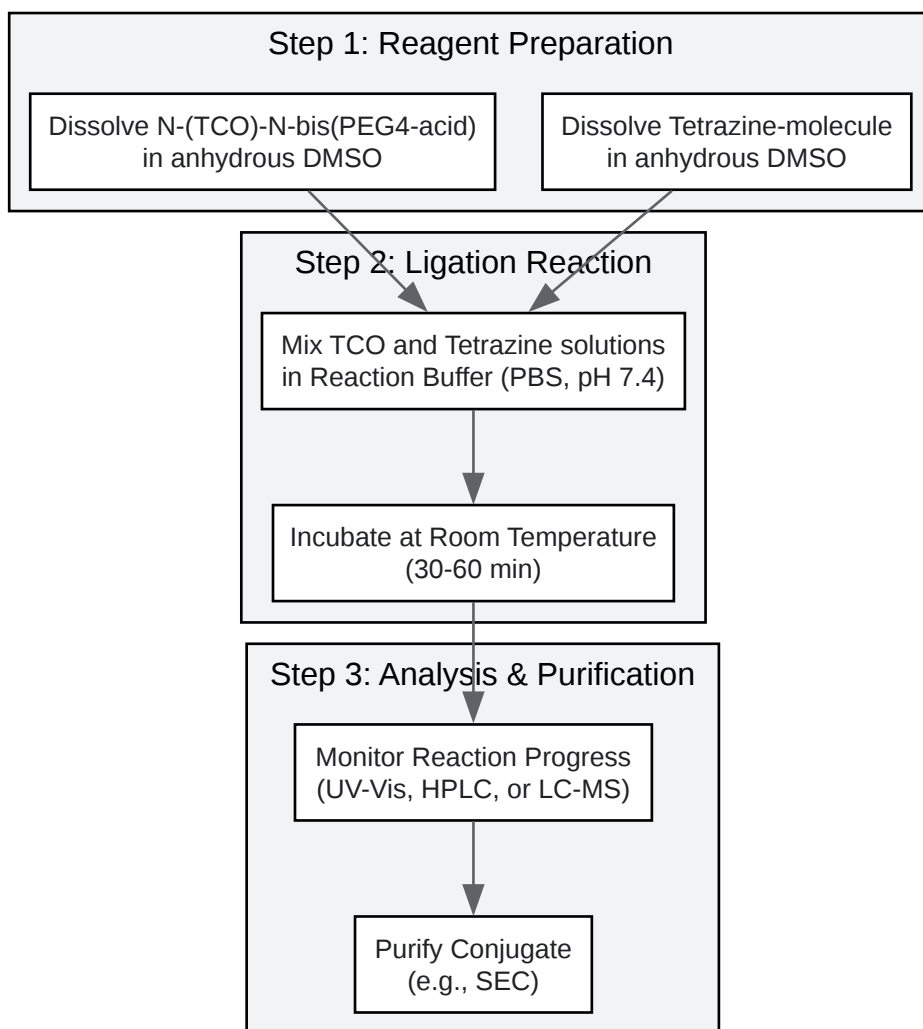 Step 1: Reagent Preparation
Dissolve N-(TCO)-N-bis(PEG4-acid)
in anhydrous DMSO
Dissolve Tetrazine-molecule
in anhydrous DMSO
Step 2: Ligation Reaction
Mix TCO and Tetrazine solutions
in Reaction Buffer (PBS, pH 7.4)
Incubate at Room Temperature
(30-60 min)
Step 3: Analysis & Purification
Monitor Reaction Progress
(UV-Vis, HPLC, or LC-MS)
Purify Conjugate
(e.g., SEC)